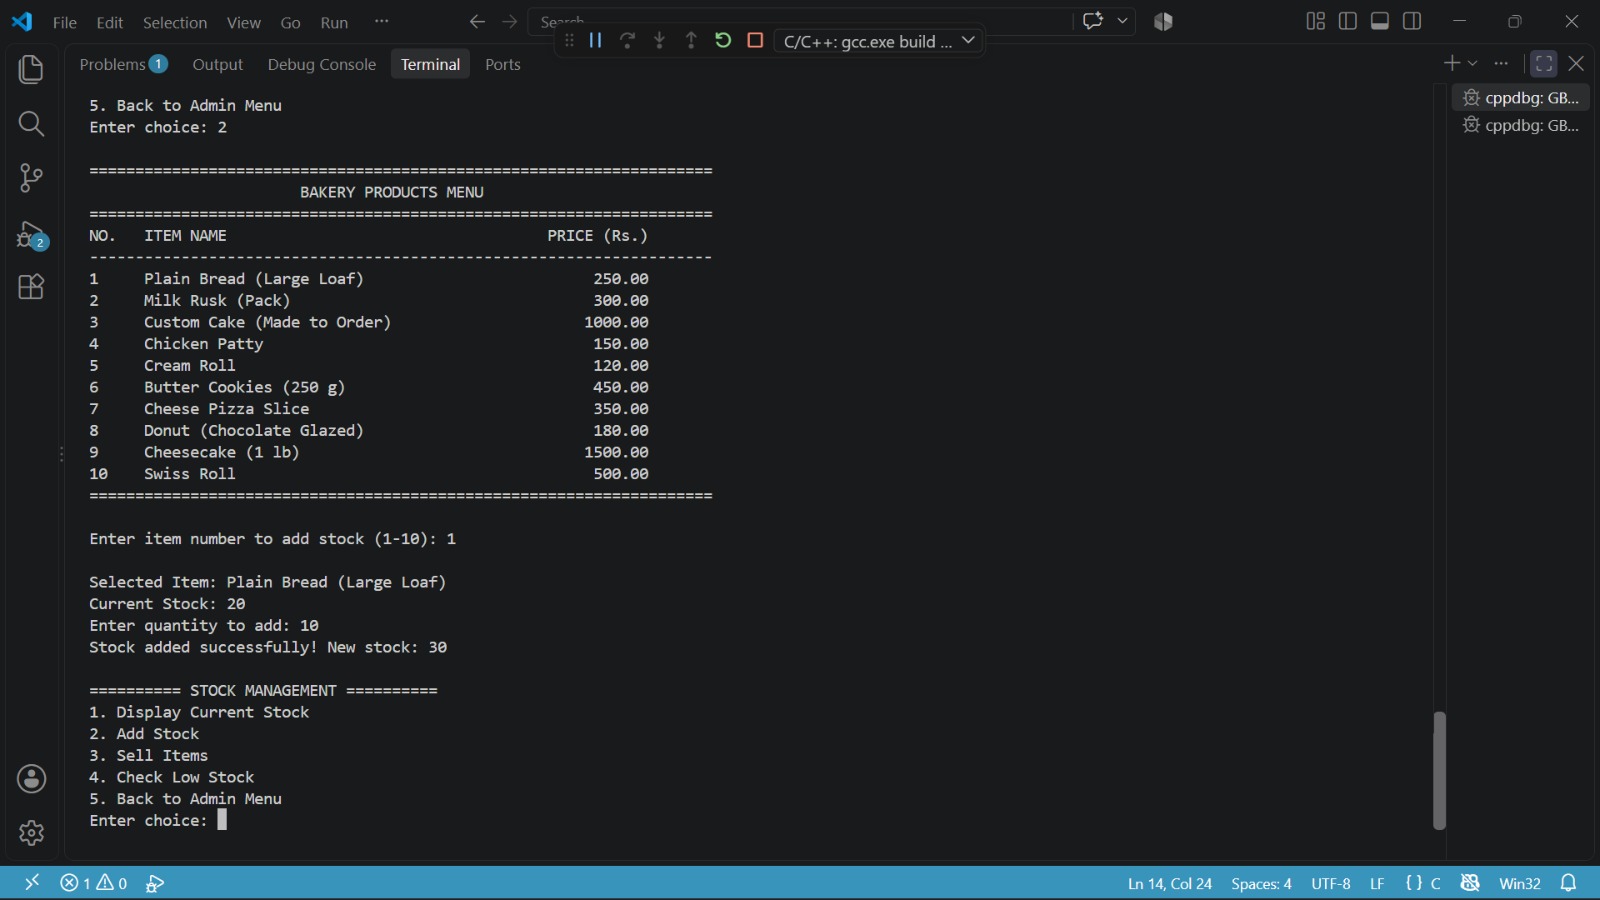 File Edit Selection View Go Run ··· Search
C/C++: gcc.exe build ...
Problems 1 Output Debug Console Terminal Ports
cppdbg: GB...
cppdbg: GB...
2
5. Back to Admin Menu
Enter choice: 2
====================================================================
BAKERY PRODUCTS MENU
====================================================================
NO. ITEM NAME PRICE (Rs.)
--------------------------------------------------------------------
1 Plain Bread (Large Loaf) 250.00
2 Milk Rusk (Pack) 300.00
3 Custom Cake (Made to Order) 1000.00
4 Chicken Patty 150.00
5 Cream Roll 120.00
6 Butter Cookies (250 g) 450.00
7 Cheese Pizza Slice 350.00
8 Donut (Chocolate Glazed) 180.00
9 Cheesecake (1 lb) 1500.00
10 Swiss Roll 500.00
====================================================================
Enter item number to add stock (1-10): 1
Selected Item: Plain Bread (Large Loaf)
Current Stock: 20
Enter quantity to add: 10
Stock added successfully! New stock: 30
========== STOCK MANAGEMENT ==========
1. Display Current Stock
2. Add Stock
3. Sell Items
4. Check Low Stock
5. Back to Admin Menu
Enter choice:
1 0 Ln 14, Col 24 Spaces: 4 UTF-8 LF {} C Win32